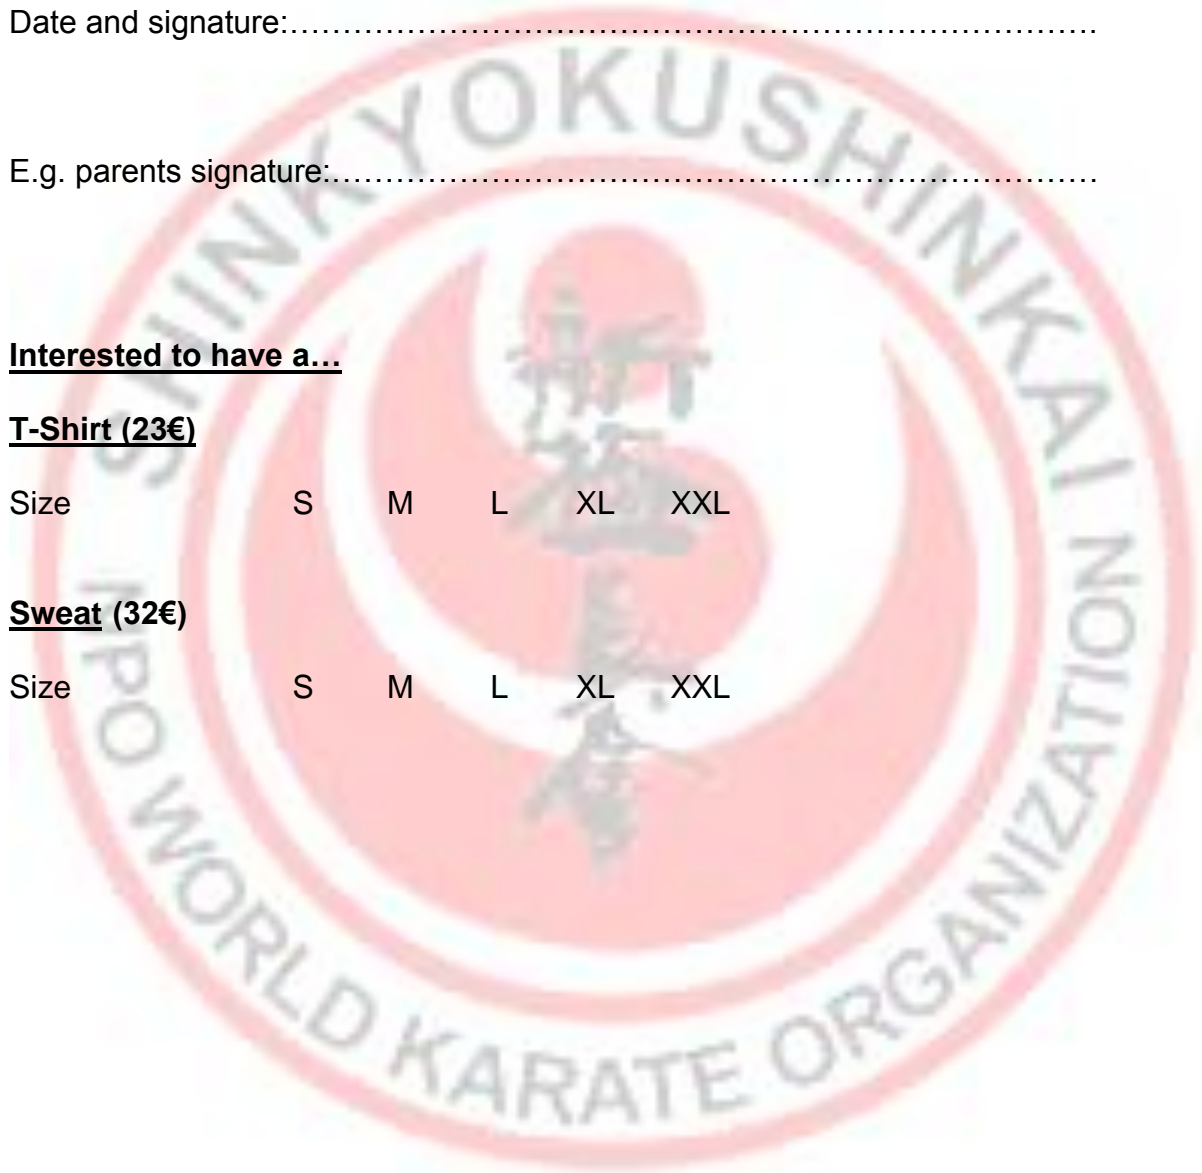 Date and signature:……………………………………………………………………….
E.g. parents signature:……………………………………………………………………
Interested to have a…
T-Shirt (23€)
Size S M L XL XXL
Sweat (32€)
Size S M L XL XXL
SHINKYOKUSHINKAI
NPO WORLD KARATE ORGANIZATION